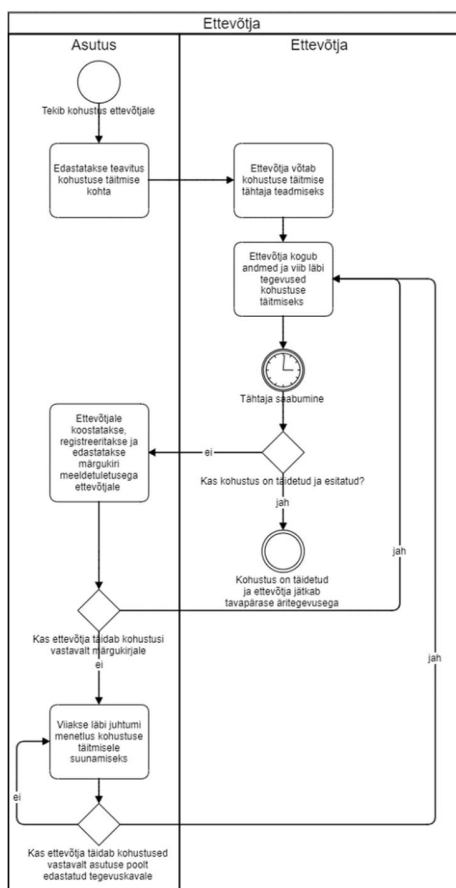 Ettevõtja
Asutus
Ettevõtja
Tekib kohustus ettevõtjale
Edastatakse teavitus
kohustuse täitmise
kohta
Ettevõtja võtab
kohustuse täitmise
tähtaja teadmiseks
Ettevõtja kogub
andmed ja viib läbi
tegevused
kohustuse
täitmiseks
Tähtaja saabumine
Ettevõtjale
koostatakse,
registreeritakse ja
edastatakse
märgukiri
meeldetuletusega
ettevõtjale
ei
Kas kohustus on täidetud ja esitatud?
jah
Kohustus on täidetud
ja ettevõtja jätkab
tavapärase äritegevusega
jah
Kas ettevõtja täidab kohustusi
vastavalt märgukirjale
ei
jah
Viiakse läbi juhtumi
menetlus kohustuse
täitmisele
suunamiseks
ei
Kas ettevõtja täidab kohustused
vastavalt asutuse poolt
edastatud tegevuskavale